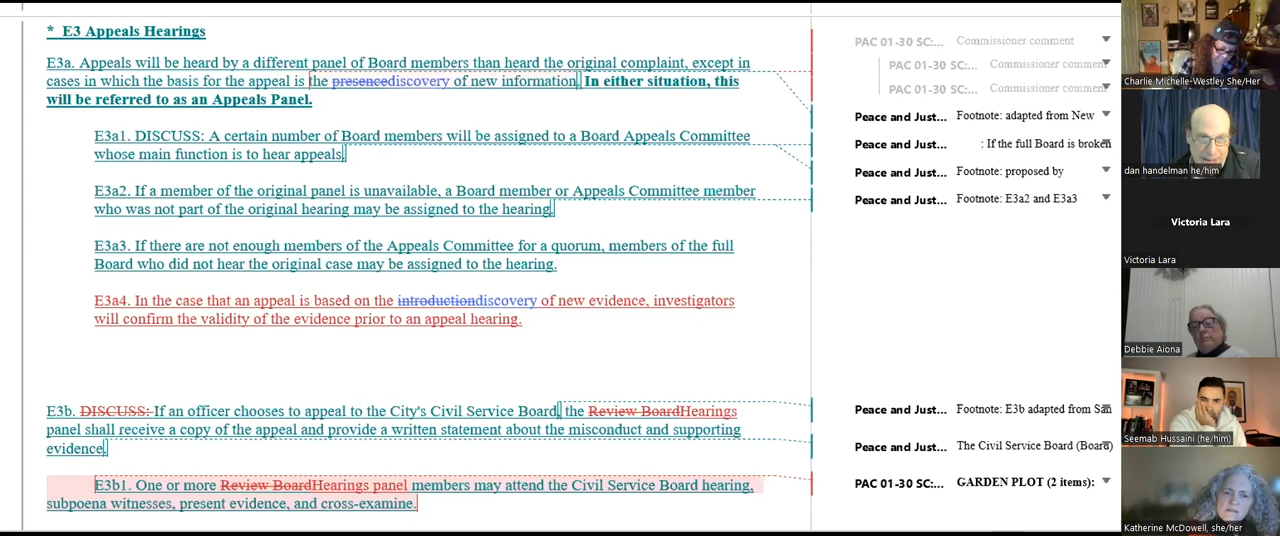 * E3 Appeals Hearings
E3a. Appeals will be heard by a different panel of Board members than heard the original complaint, except in
cases in which the basis for the appeal is the presencediscovery of new information. In either situation, this
will be referred to as an Appeals Panel.
E3a1. DISCUSS: A certain number of Board members will be assigned to a Board Appeals Committee
whose main function is to hear appeals.
E3a2. If a member of the original panel is unavailable, a Board member or Appeals Committee member
who was not part of the original hearing may be assigned to the hearing.
E3a3. If there are not enough members of the Appeals Committee for a quorum, members of the full
Board who did not hear the original case may be assigned to the hearing.
E3a4. In the case that an appeal is based on the introductiondiscovery of new evidence, investigators
will confirm the validity of the evidence prior to an appeal hearing.
E3b. DISCUSS: If an officer chooses to appeal to the City's Civil Service Board, the Review BoardHearings
panel shall receive a copy of the appeal and provide a written statement about the misconduct and supporting
evidence.
E3b1. One or more Review BoardHearings panel members may attend the Civil Service Board hearing,
subpoena witnesses, present evidence, and cross-examine.
PAC 01-30 SC:... Commissioner comment
PAC 01-30 SC:... Commissioner comment
PAC 01-30 SC:... Commissioner comment
Peace and Just... Footnote: adapted from New
Peace and Just... : If the full Board is broken
Peace and Just... Footnote: proposed by
Peace and Just... Footnote: E3a2 and E3a3
Peace and Just... Footnote: E3b adapted from San
Peace and Just... The Civil Service Board (Board)
PAC 01-30 SC:... GARDEN PLOT (2 items):
Charlie Michelle-Westley She/Her
dan handelman he/him
Victoria Lara
Victoria Lara
Debbie Aiona
Seemab Hussaini (he/him)
Katherine McDowell, she/her